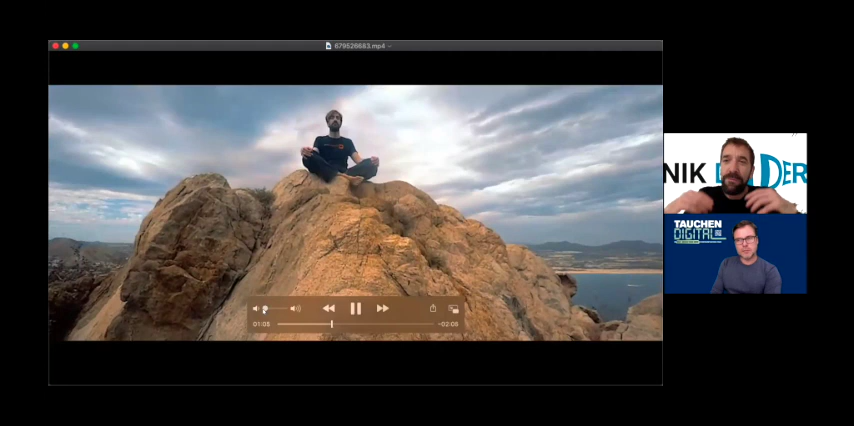 679526683.mp4
01:05
-02:08
NIK
DER
TAUCHEN
DIGITAL